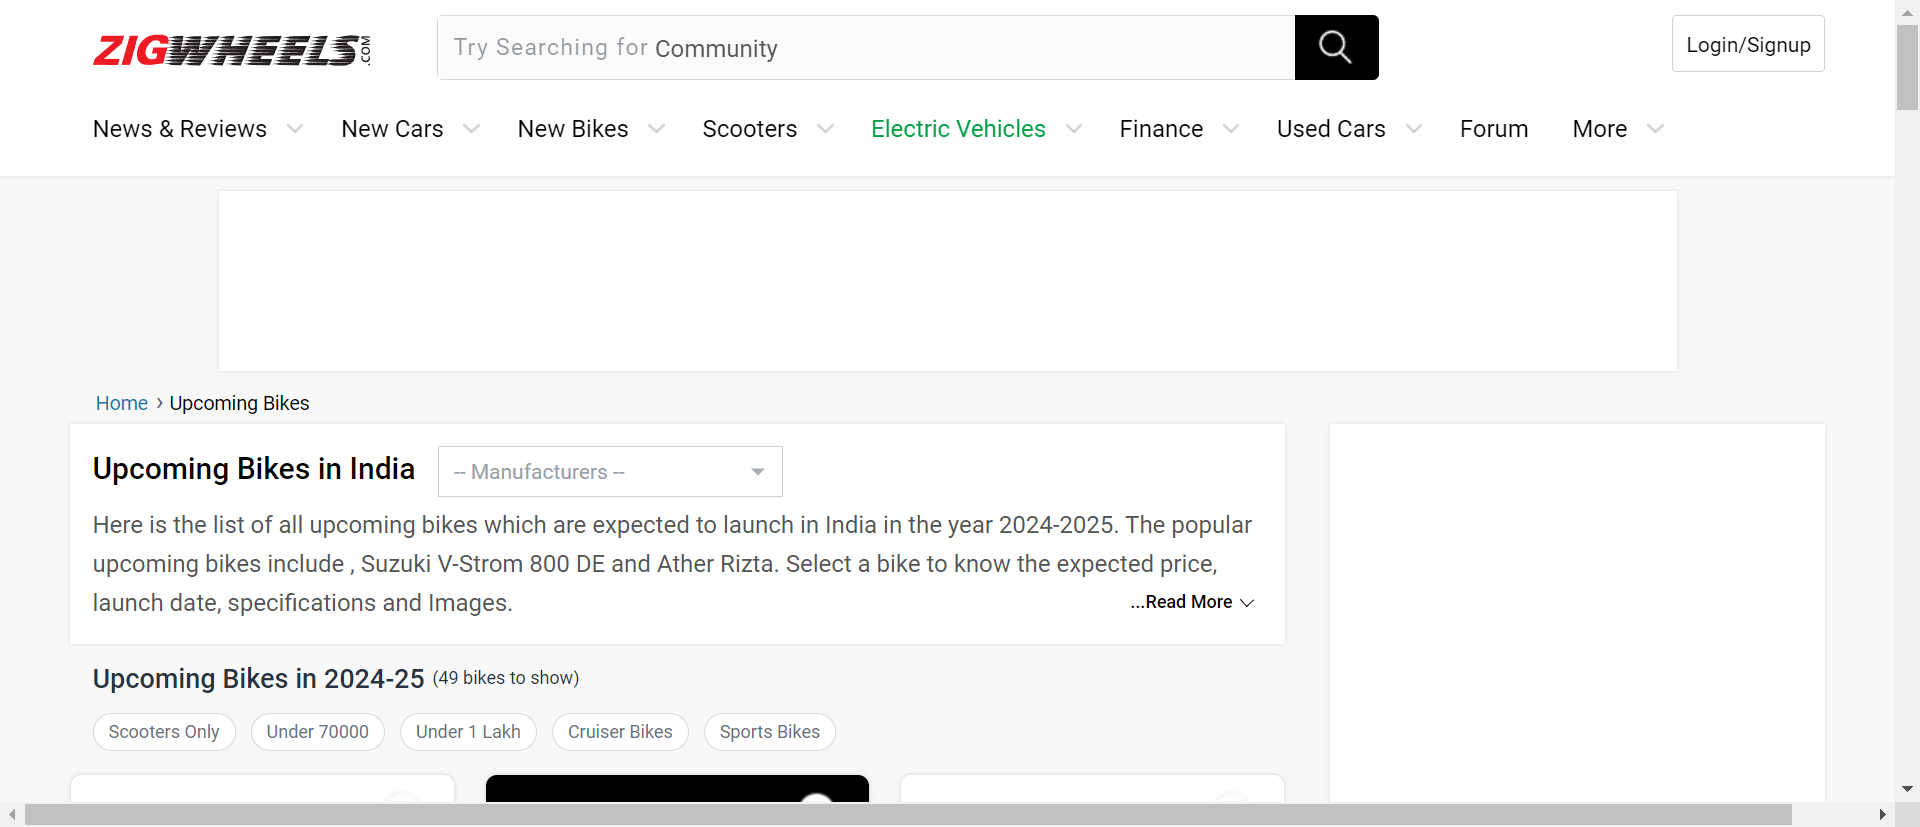 ZIGWHEELS.COM
Try Searching for Community
Login/Signup
News & Reviews
New Cars
New Bikes
Scooters
Electric Vehicles
Finance
Used Cars
Forum
More
Home › Upcoming Bikes
Upcoming Bikes in India
-- Manufacturers --
Here is the list of all upcoming bikes which are expected to launch in India in the year 2024-2025. The popular
upcoming bikes include , Suzuki V-Strom 800 DE and Ather Rizta. Select a bike to know the expected price,
launch date, specifications and Images.
...Read More
Upcoming Bikes in 2024-25 (49 bikes to show)
Scooters Only
Under 70000
Under 1 Lakh
Cruiser Bikes
Sports Bikes